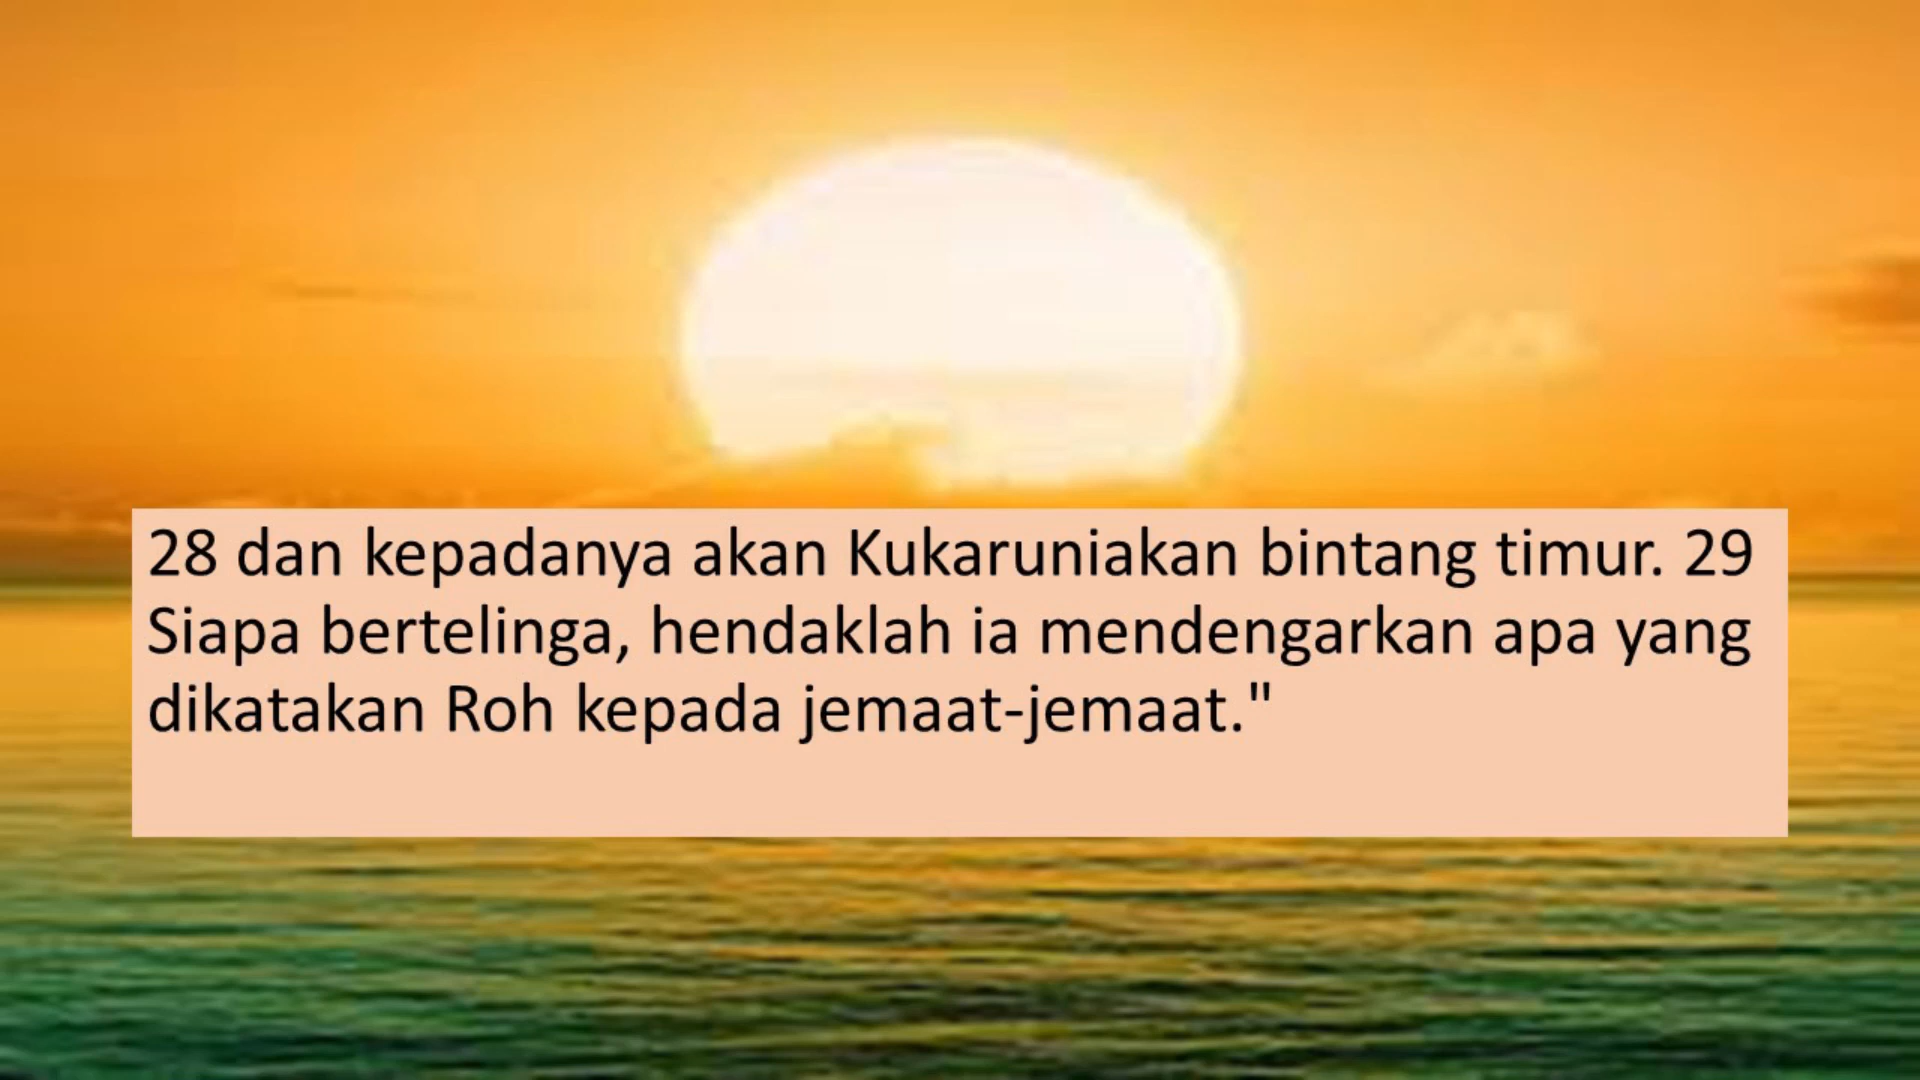 28 dan kepadanya akan Kukaruniakan bintang timur. 29
Siapa bertelinga, hendaklah ia mendengarkan apa yang
dikatakan Roh kepada jemaat-jemaat."